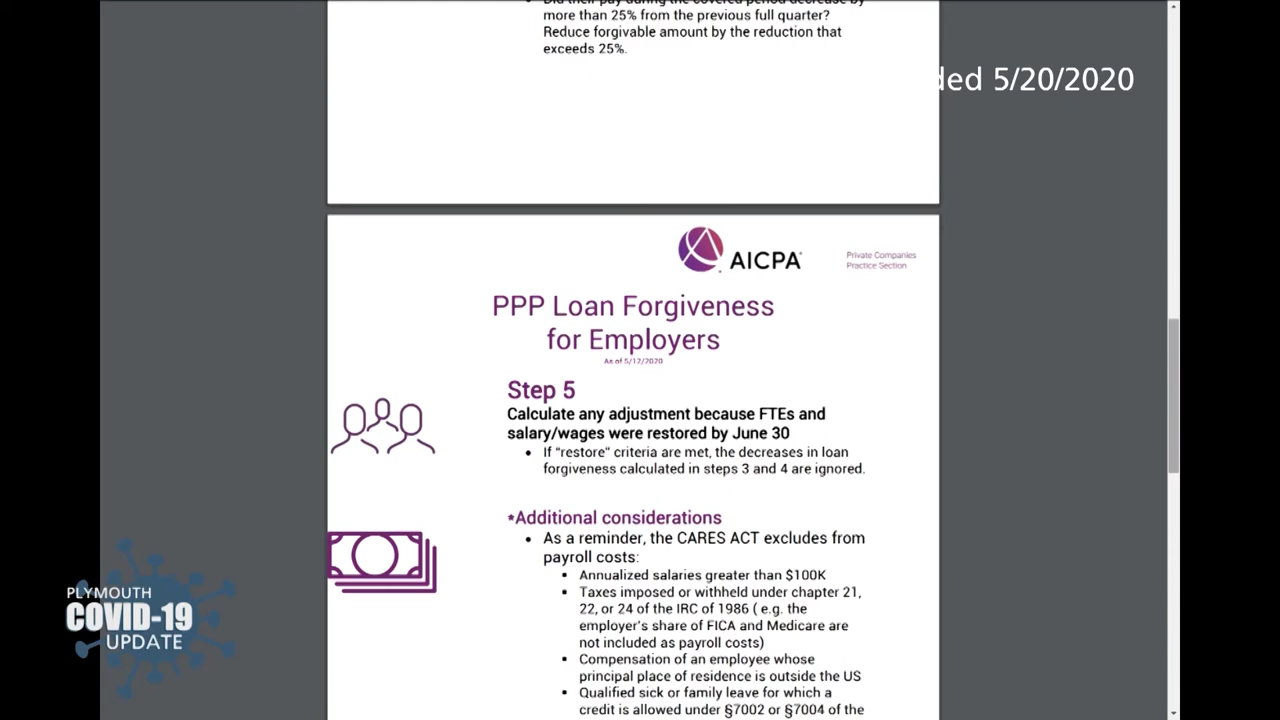 Did their pay during the covered period decrease by
more than 25% from the previous full quarter?
Reduce forgivable amount by the reduction that
exceeds 25%.
ded 5/20/2020
AICPA
Private Companies
Practice Section
PPP Loan Forgiveness
for Employers
As of 5/12/2020
Step 5
Calculate any adjustment because FTEs and
salary/wages were restored by June 30
• If “restore” criteria are met, the decreases in loan
forgiveness calculated in steps 3 and 4 are ignored.
*Additional considerations
• As a reminder, the CARES ACT excludes from
payroll costs:
▪ Annualized salaries greater than $100K
▪ Taxes imposed or withheld under chapter 21,
22, or 24 of the IRC of 1986 ( e.g. the
employer’s share of FICA and Medicare are
not included as payroll costs)
▪ Compensation of an employee whose
principal place of residence is outside the US
▪ Qualified sick or family leave for which a
credit is allowed under §7002 or §7004 of the
PLYMOUTH
COVID-19
UPDATE